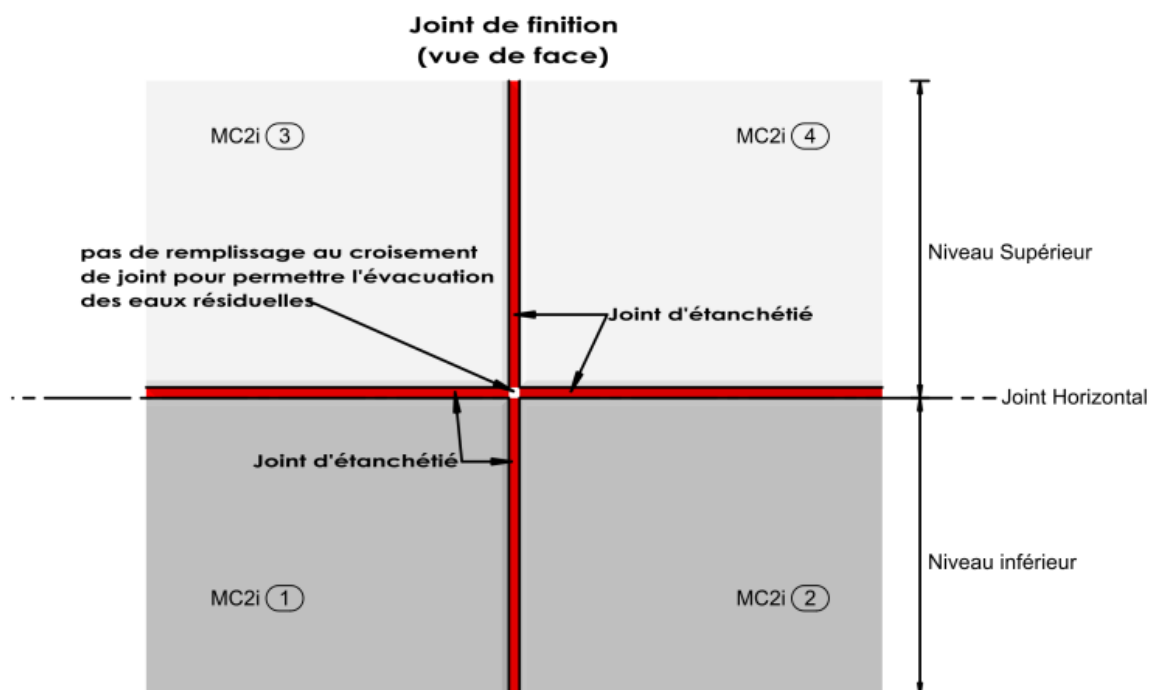 Joint de finition
(vue de face)
MC2i 3
MC2i 4
pas de remplissage au croisement
de joint pour permettre l'évacuation
des eaux résiduelles
Niveau Supérieur
Joint d'étanchétié
Joint Horizontal
Joint d'étanchétié
Niveau inférieur
MC2i 1
MC2i 2